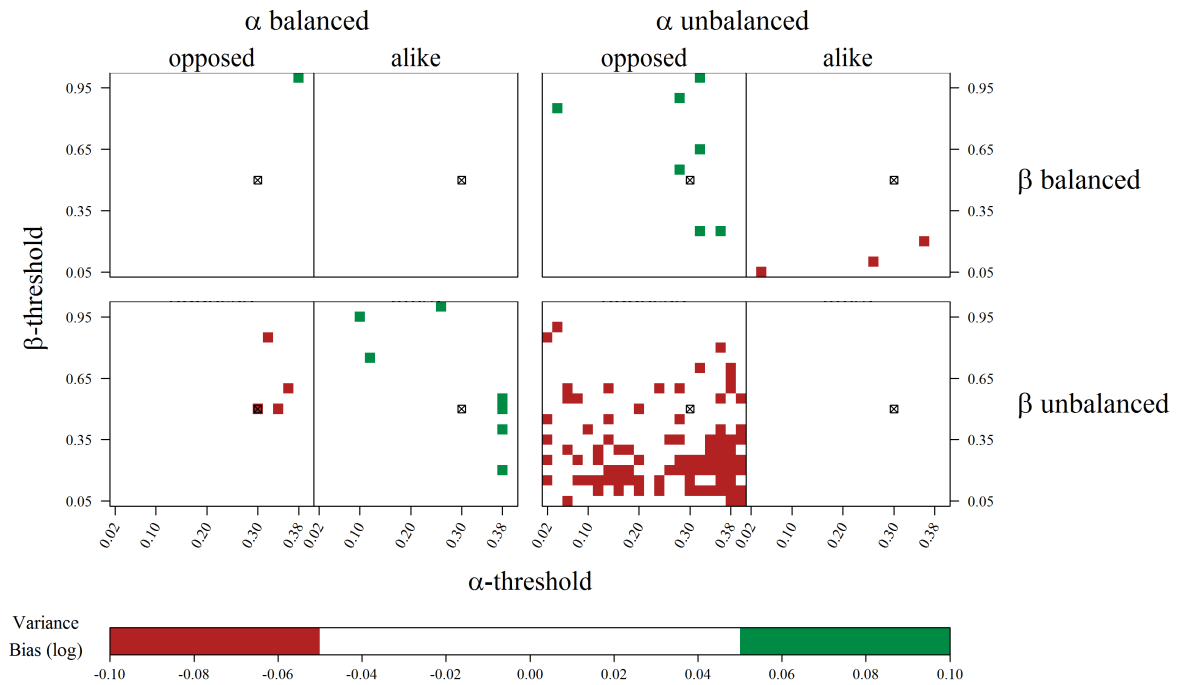 α balanced α unbalanced
opposed alike opposed alike
0.95 0.95
0.65 0.65
0.35 0.35
0.05 0.05
β balanced
β-threshold
0.95 0.95
0.65 0.65
0.35 0.35
0.05 0.05
β unbalanced
0.02 0.10 0.20 0.30 0.38 0.02 0.10 0.20 0.30 0.38 0.02 0.10 0.20 0.30 0.38 0.02 0.10 0.20 0.30 0.38
α-threshold
Variance
Bias (log)
-0.10 -0.08 -0.06 -0.04 -0.02 0.00 0.02 0.04 0.06 0.08 0.10